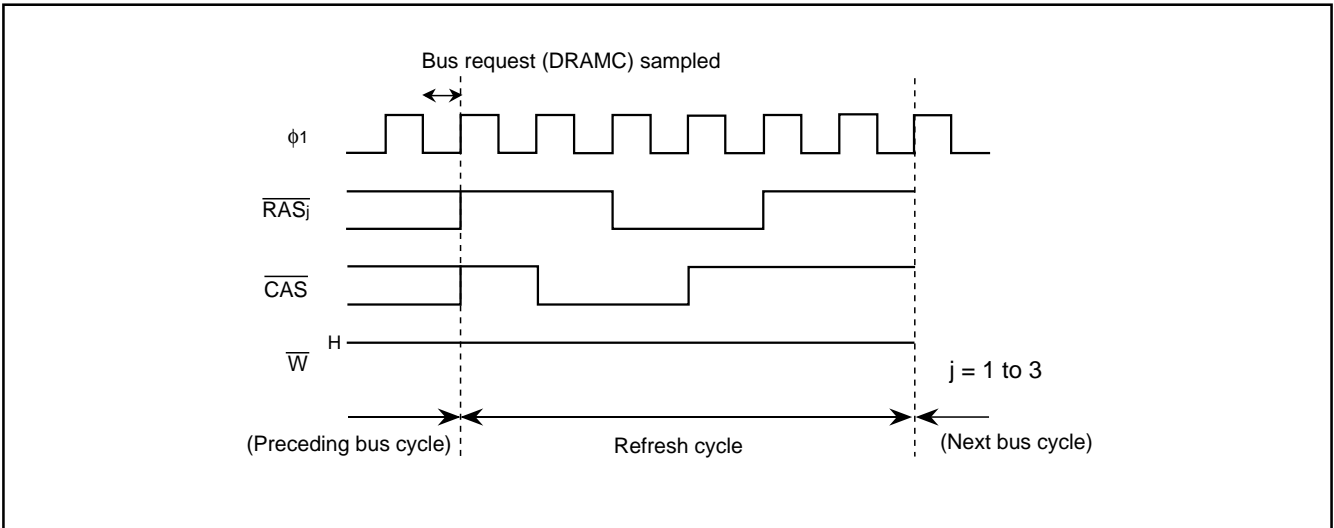 Bus request (DRAMC) sampled
ϕ1
RASj
CAS
H
W
j = 1 to 3
(Preceding bus cycle)
Refresh cycle
(Next bus cycle)